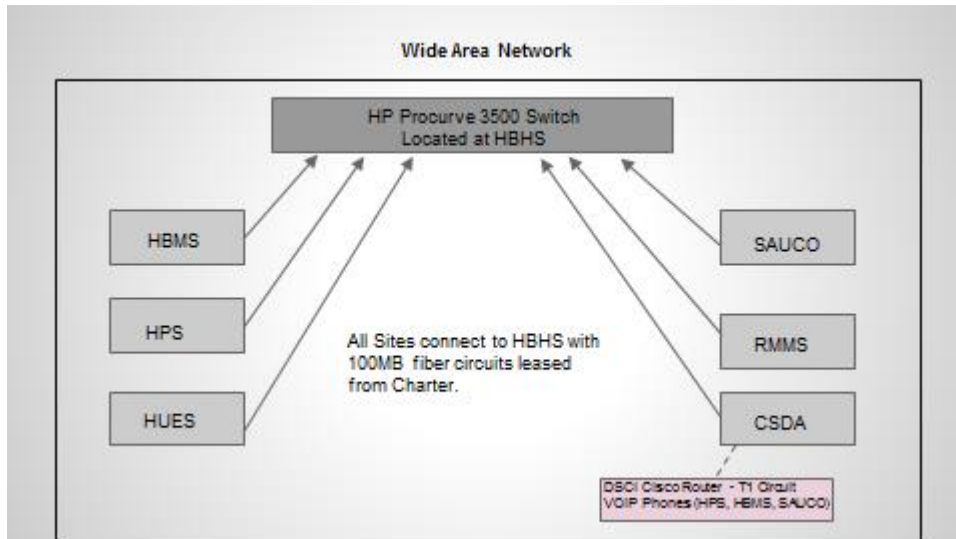 Wide Area Network
HP Procurve 3500 Switch
Located at HBHS
HBMS
SAUCO
HPS
RMMS
All Sites connect to HBHS with
100MB fiber circuits leased
from Charter.
HUES
CSDA
DSCI Cisco Router - T1 Circuit
VOIP Phones (HPS, HBMS, SAUCO)